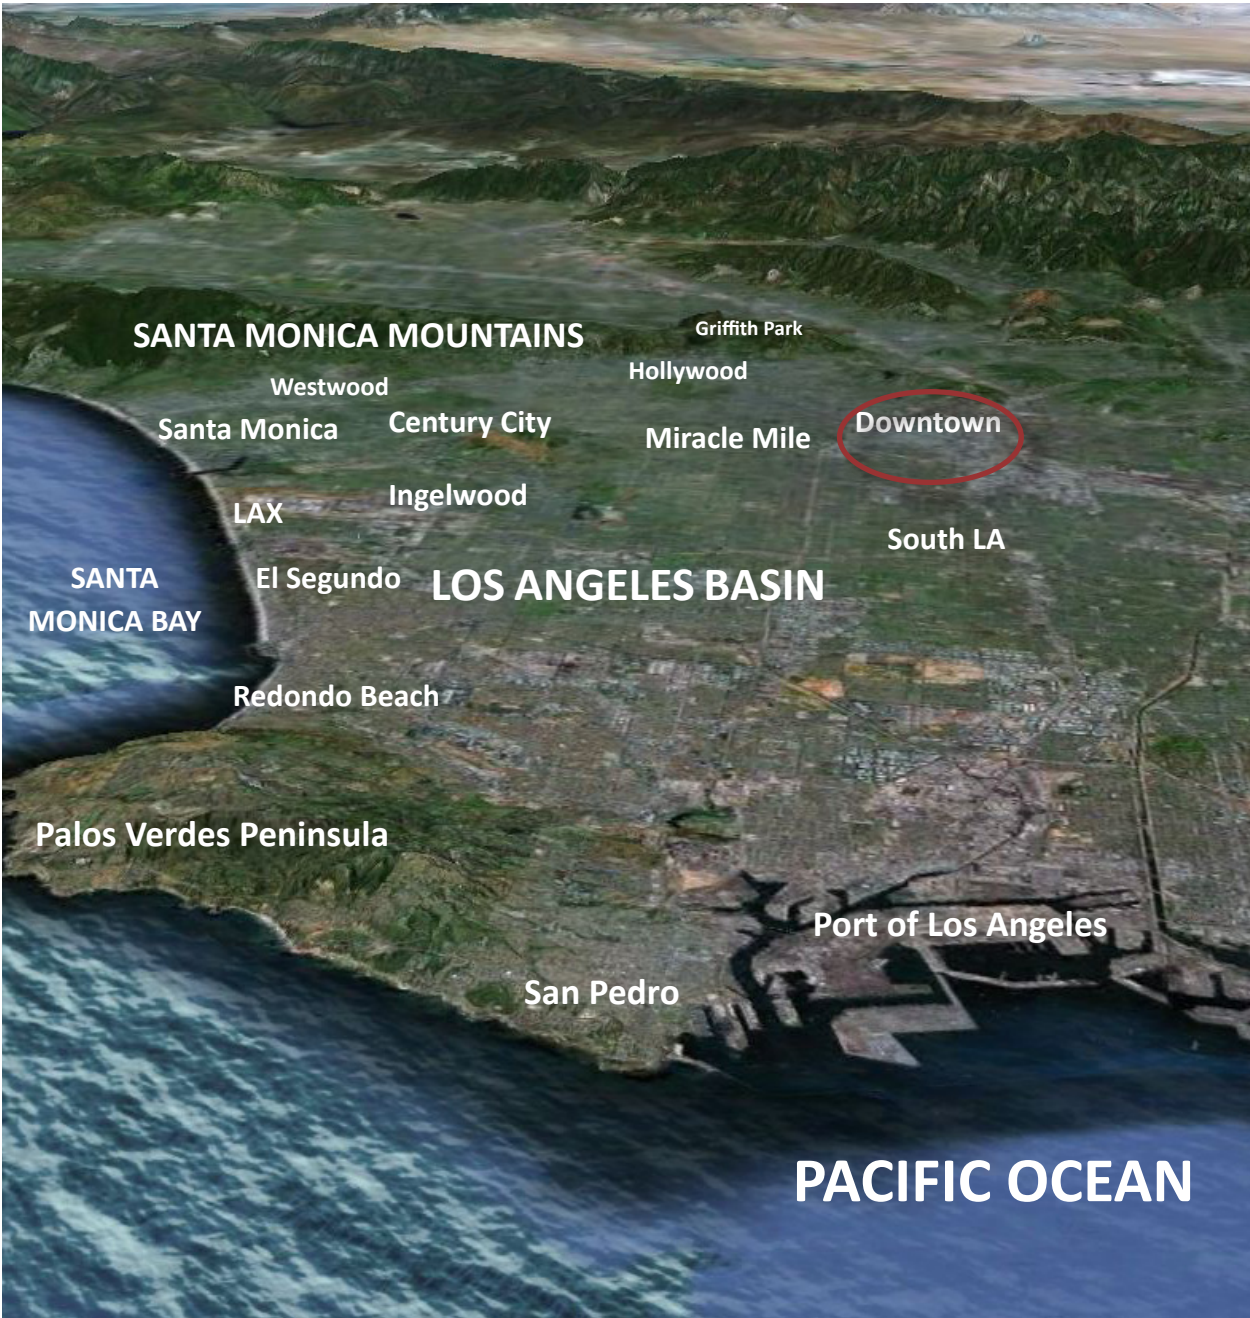 SANTA MONICA MOUNTAINS
Griffith Park
Hollywood
Westwood
Santa Monica
Century City
Miracle Mile
Downtown
LAX
Ingelwood
South LA
SANTA
MONICA BAY
El Segundo
LOS ANGELES BASIN
Redondo Beach
Palos Verdes Peninsula
Port of Los Angeles
San Pedro
PACIFIC OCEAN